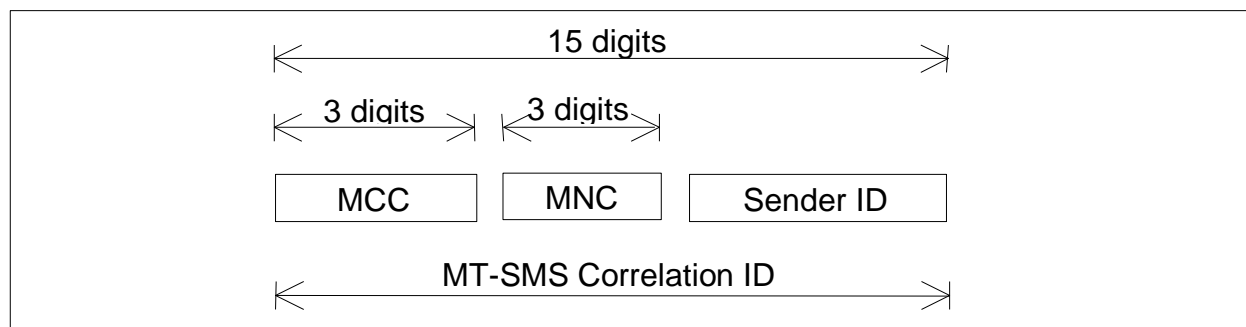 15 digits
3 digits 3 digits
MCC MNC Sender ID
MT-SMS Correlation ID